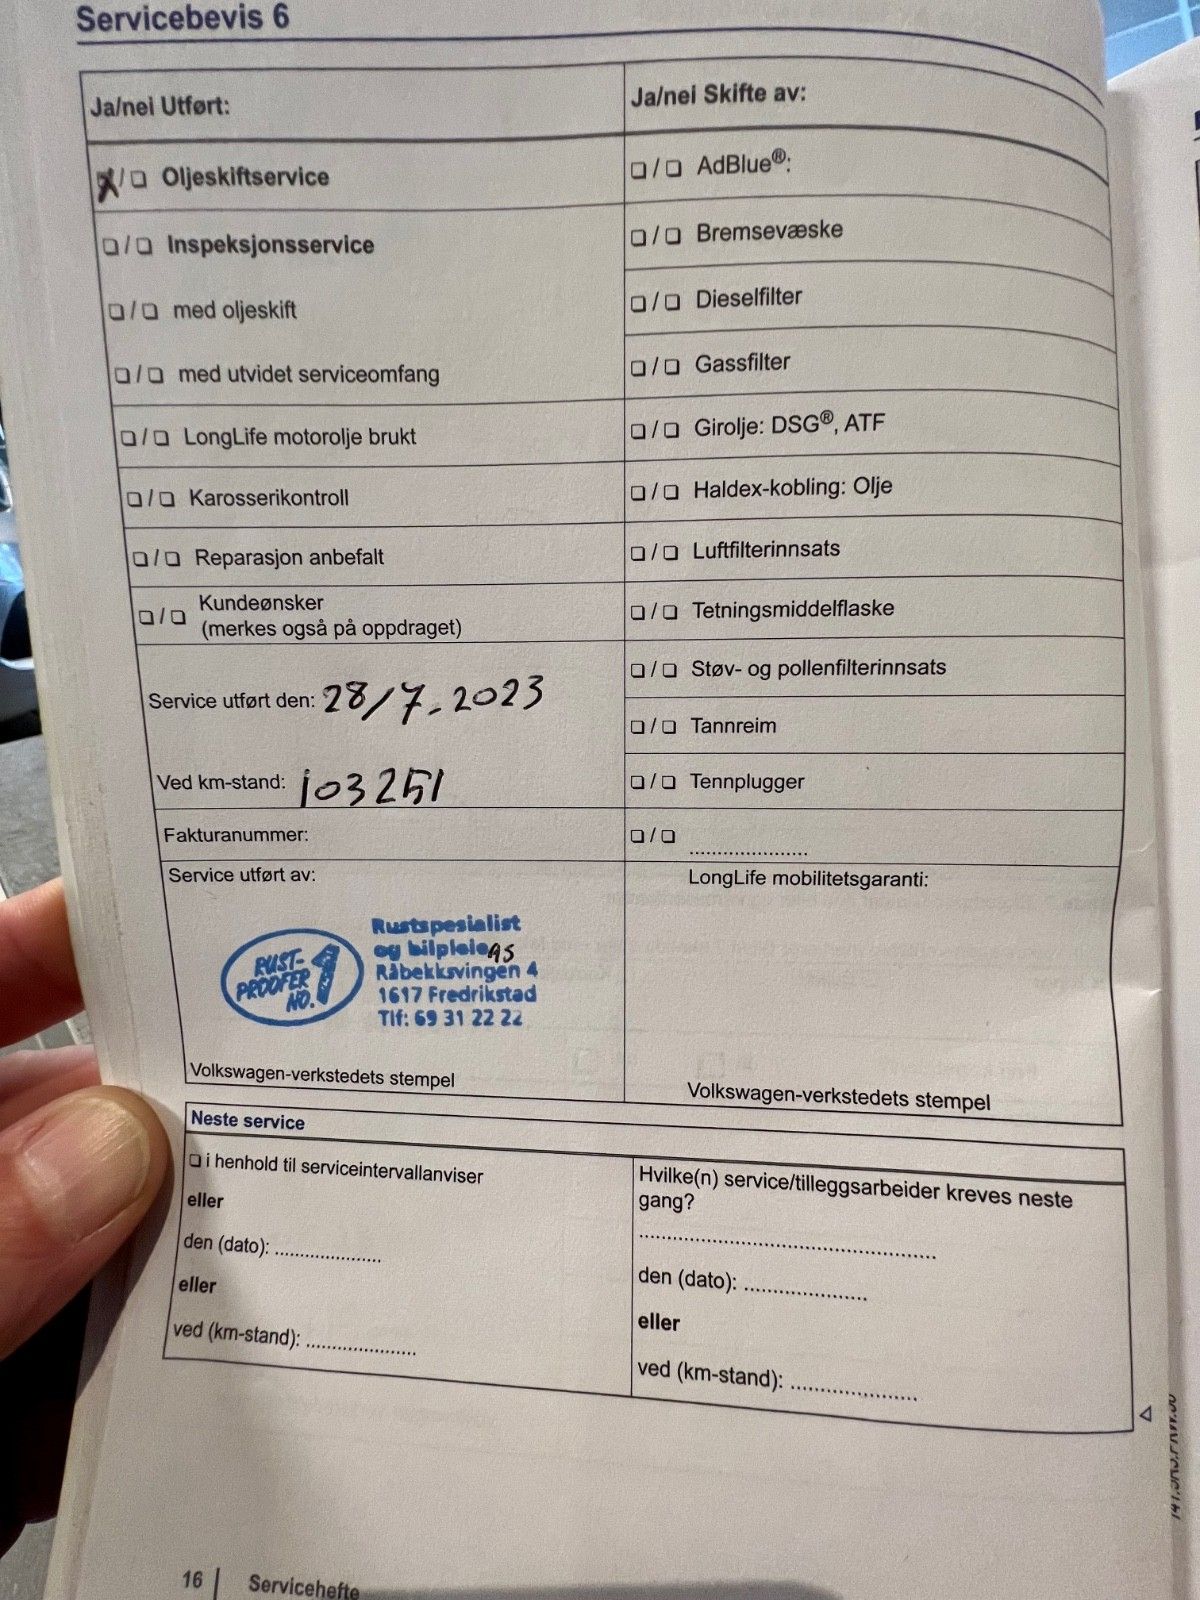 Servicebevis 6
Ja/nei Utført:
☒/☐ Oljeskiftservice
☐/☐ Inspeksjonsservice
☐/☐ med oljeskift
☐/☐ med utvidet serviceomfang
☐/☐ LongLife motorolje brukt
☐/☐ Karosserikontroll
☐/☐ Reparasjon anbefalt
☐/☐ Kundeønsker
(merkes også på oppdraget)
Service utført den: 28/7-2023
Ved km-stand: 103251
Fakturanummer:
Service utført av:
RUST-
PROOFER
NO. 1
Rustspesialist
og bilpleie AS
Råbekksvingen 4
1617 Fredrikstad
Tlf: 69 31 22 22
Volkswagen-verkstedets stempel
Ja/nei Skifte av:
☐/☐ AdBlue®:
☐/☐ Bremsevæske
☐/☐ Dieselfilter
☐/☐ Gassfilter
☐/☐ Girolje: DSG®, ATF
☐/☐ Haldex-kobling: Olje
☐/☐ Luftfilterinnsats
☐/☐ Tetningsmiddelflaske
☐/☐ Støv- og pollenfilterinnsats
☐/☐ Tannreim
☐/☐ Tennplugger
☐/☐ .....................
LongLife mobilitetsgaranti:
Volkswagen-verkstedets stempel
Neste service
☐ i henhold til serviceintervallanviser
eller
den (dato): ...................
eller
ved (km-stand): ...................
Hvilke(n) service/tilleggsarbeider kreves neste
gang?
..................................................
den (dato): .....................
eller
ved (km-stand): .....................
16 | Servicehefte